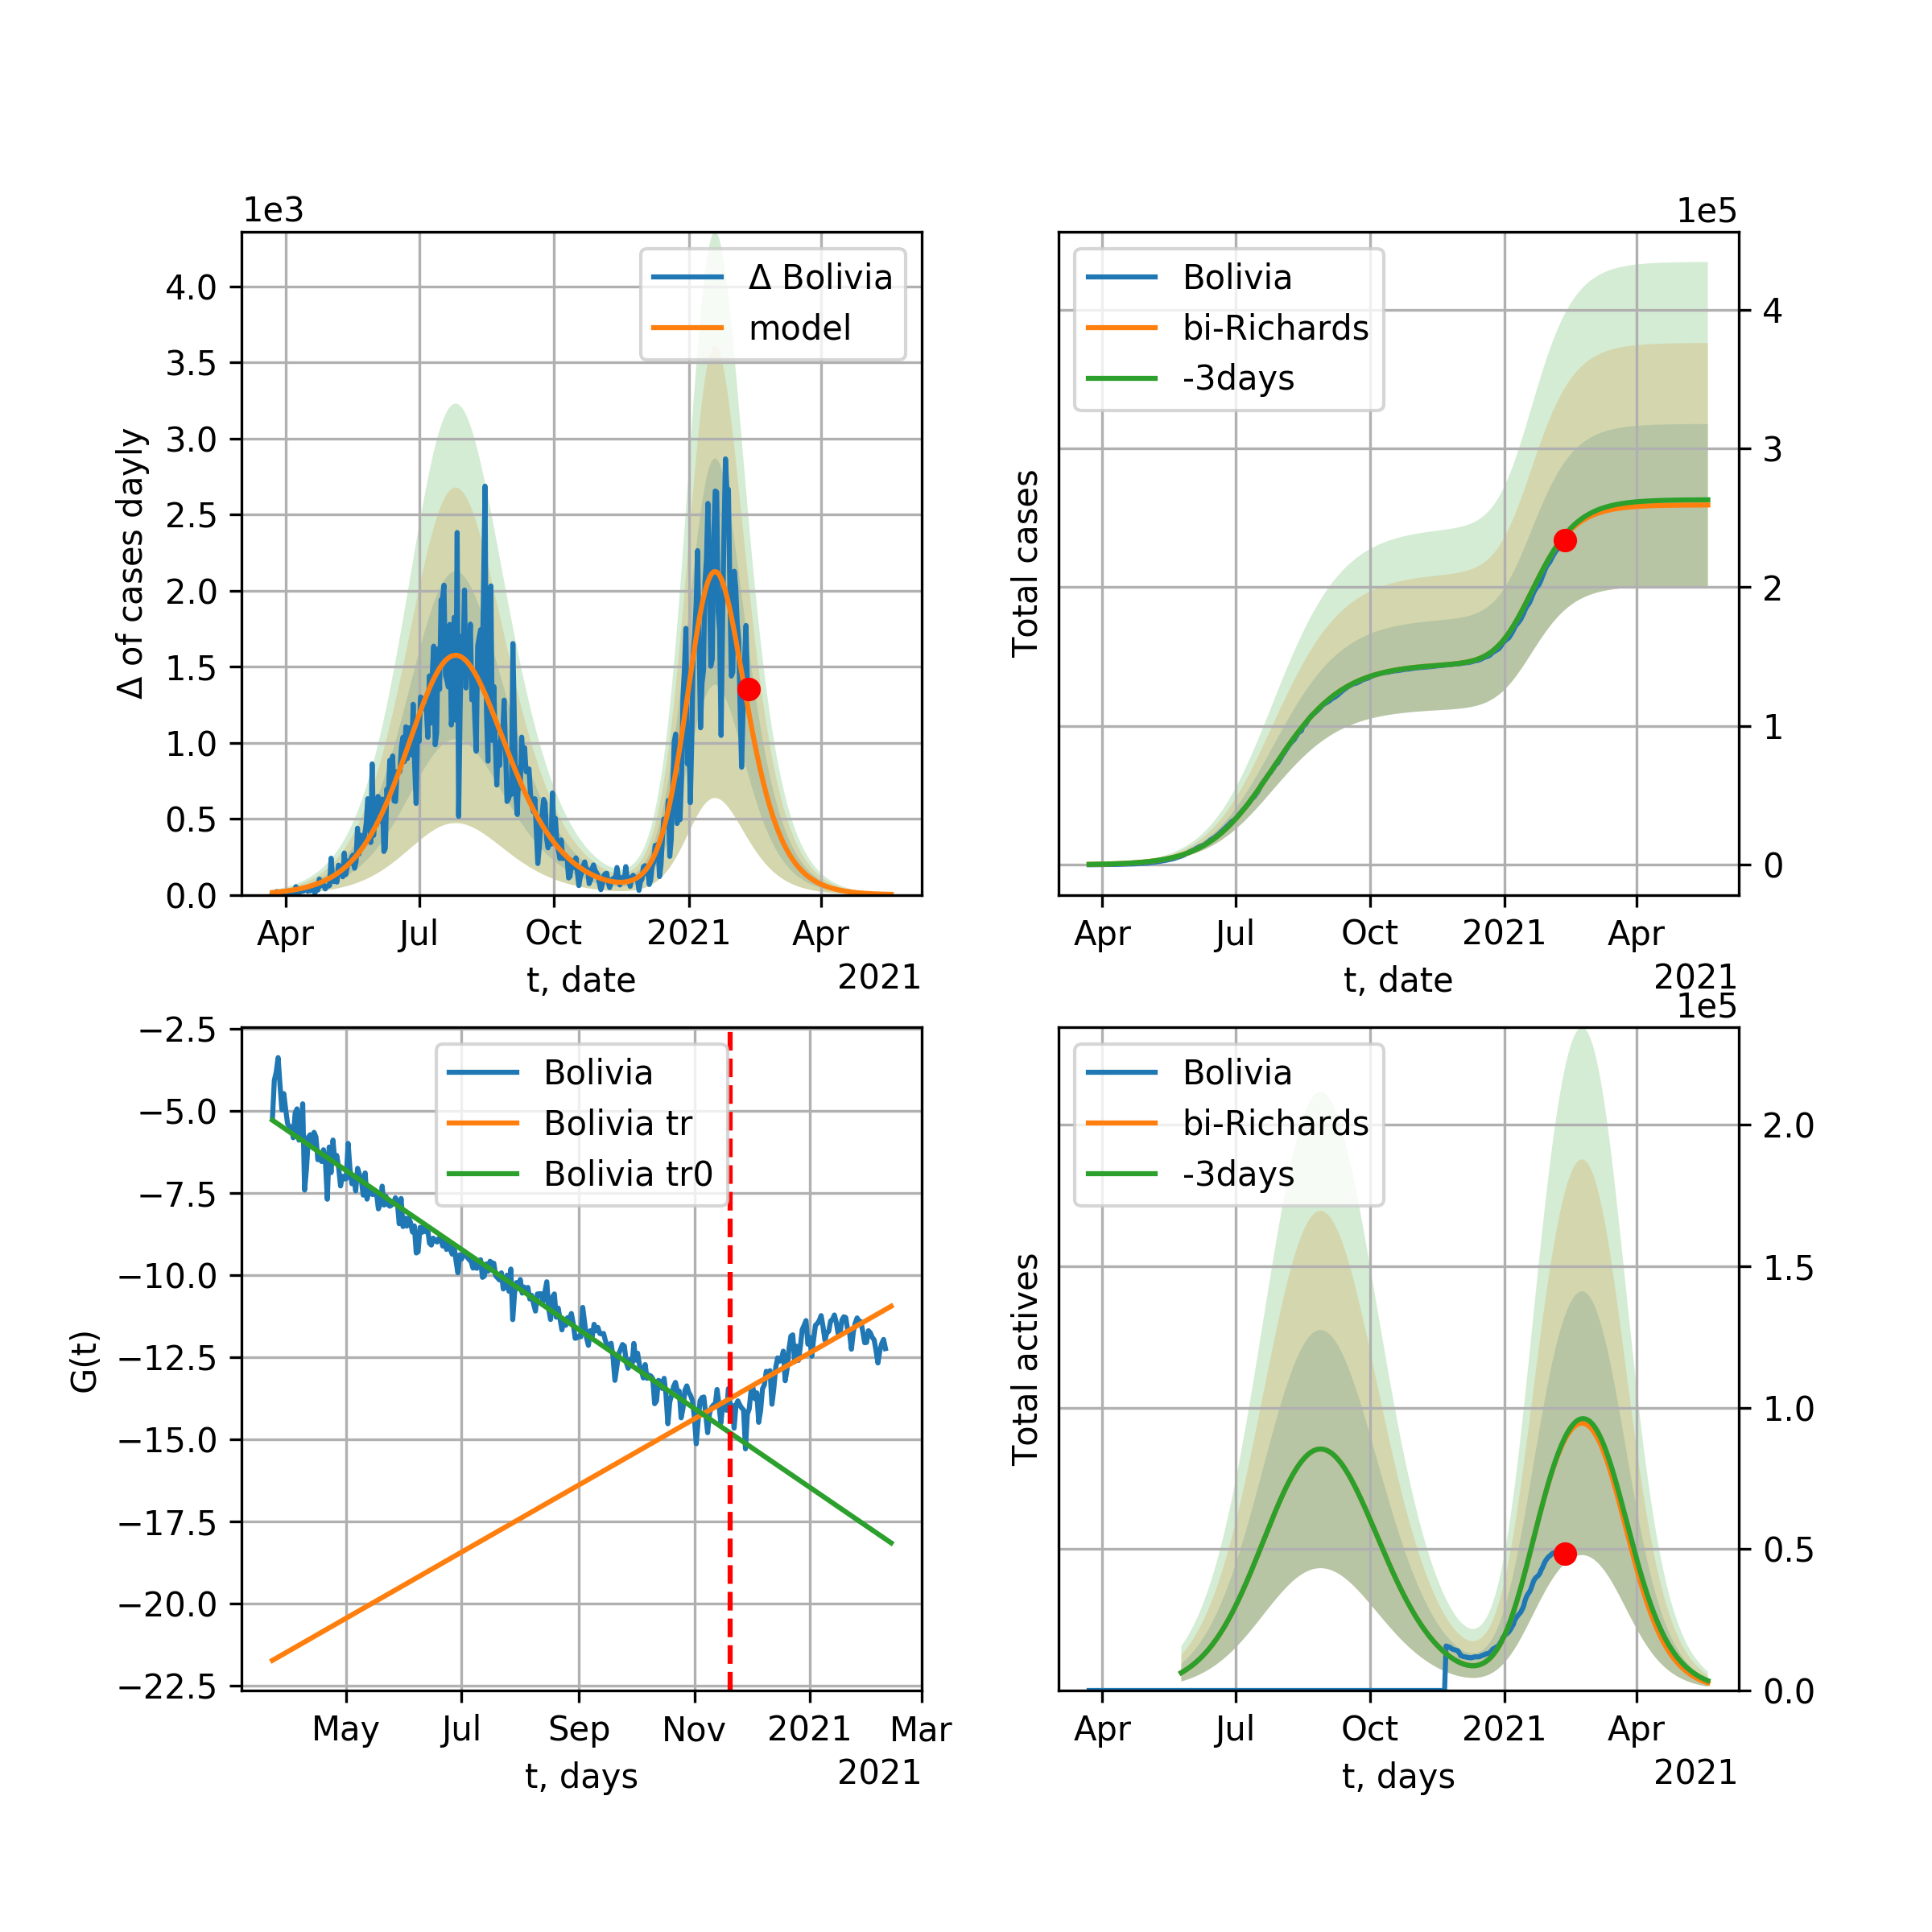 1e3
Δ Bolivia
model
4.0
3.5
3.0
2.5
2.0
1.5
1.0
0.5
0.0
Δ of cases dayly
Apr Jul Oct 2021 Apr
t, date
2021
1e5
Bolivia
bi-Richards
-3days
4
3
2
1
0
Total cases
Apr Jul Oct 2021 Apr
t, date
2021
−2.5
−5.0
−7.5
−10.0
−12.5
−15.0
−17.5
−20.0
−22.5
G(t)
Bolivia
Bolivia tr
Bolivia tr0
May Jul Sep Nov 2021 Mar
t, days
2021
1e5
Bolivia
bi-Richards
-3days
2.0
1.5
1.0
0.5
0.0
Total actives
Apr Jul Oct 2021 Apr
t, days
2021